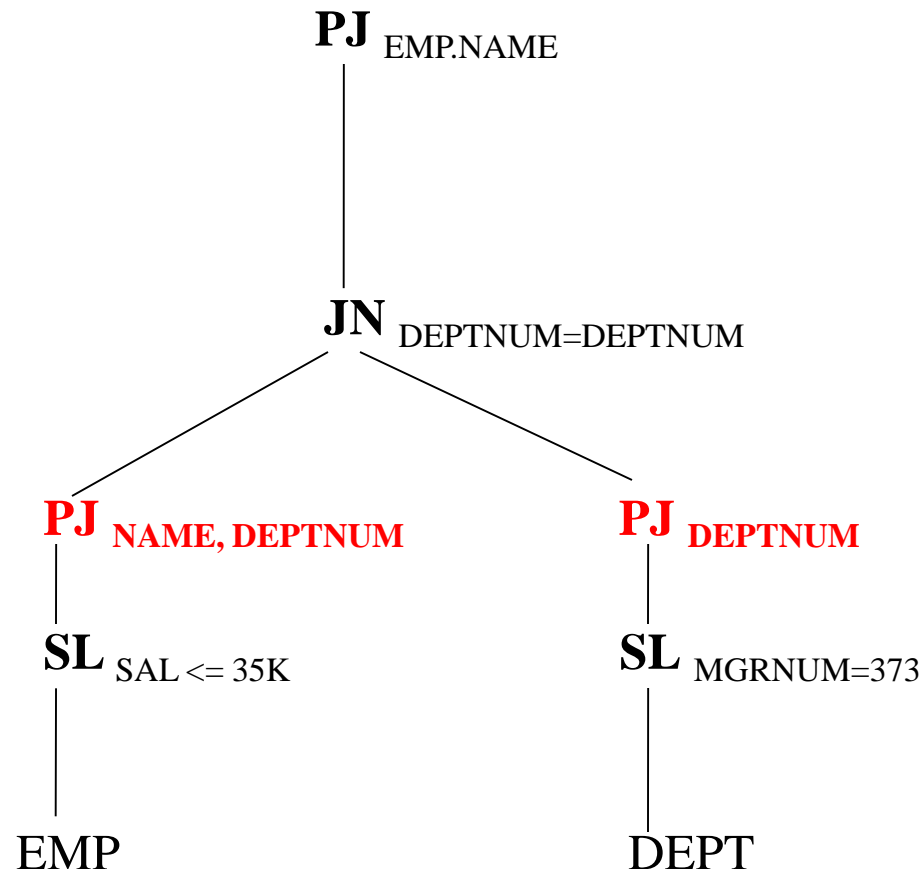 PJ EMP.NAME
JN DEPTNUM=DEPTNUM
PJ NAME, DEPTNUM
PJ DEPTNUM
SL SAL <= 35K
SL MGRNUM=373
EMP
DEPT